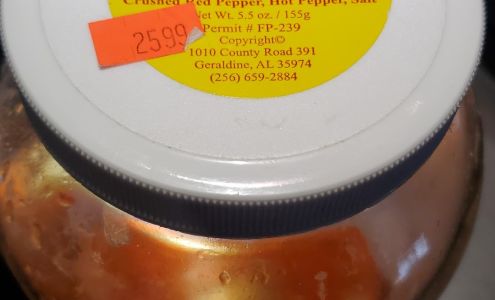 Crushed Red Pepper, Hot Pepper, Salt
Net Wt. 5.5 oz. / 155g
Permit # FP-239
Copyright©
1010 County Road 391
Geraldine, AL 35974
(256) 659-2884
2599